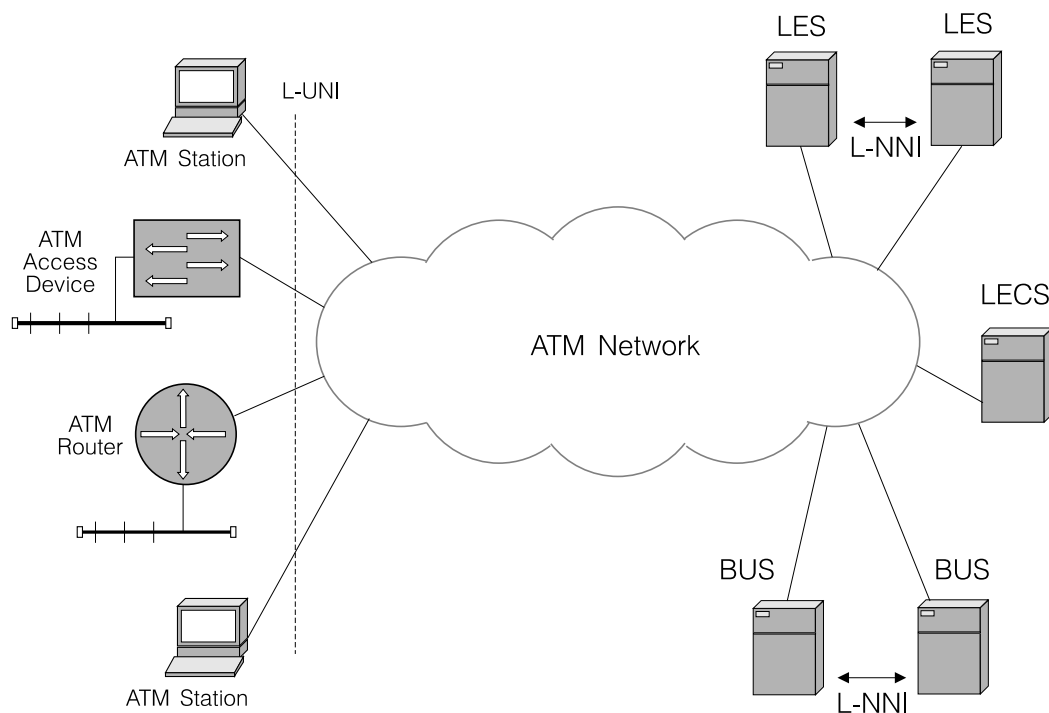 LES
LES
L-UNI
L-NNI
ATM Station
ATM
Access
Device
LECS
ATM Network
ATM
Router
BUS
BUS
ATM Station
L-NNI